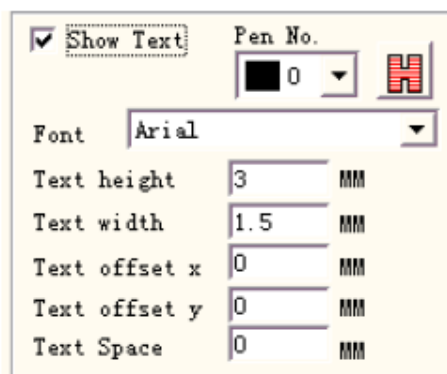 Show Text Pen No.
0
Font Arial
Text height 3 MM
Text width 1.5 MM
Text offset x 0 MM
Text offset y 0 MM
Text Space 0 MM